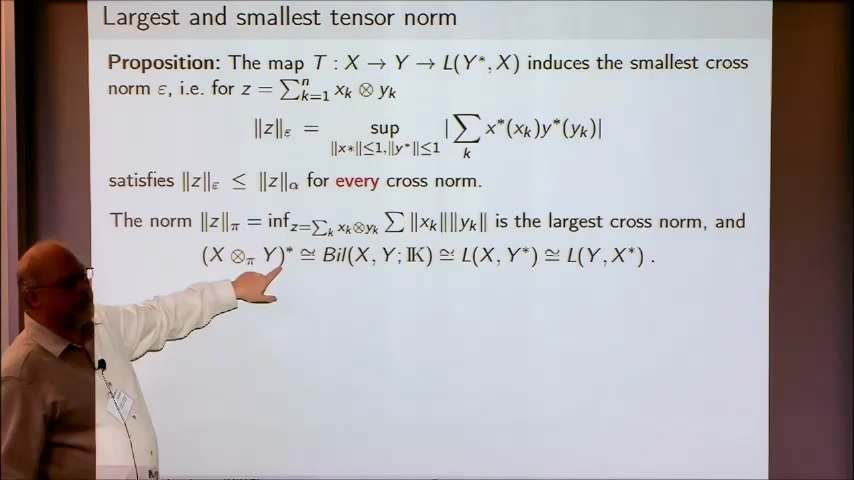 Largest and smallest tensor norm
Proposition: The map T : X → Y → L(Y*, X) induces the smallest cross
norm ε, i.e. for z = ∑ⁿₖ₌₁ xₖ ⊗ yₖ
‖z‖_ε = sup_{‖x*‖≤1,‖y*‖≤1} |∑_k x*(xₖ)y*(yₖ)|
satisfies ‖z‖_ε ≤ ‖z‖_α for every cross norm.
The norm ‖z‖_π = inf_{z=∑_k xₖ⊗yₖ} ∑ ‖xₖ‖‖yₖ‖ is the largest cross norm, and
(X ⊗_π Y)* ≅ Bil(X, Y; 𝕂) ≅ L(X, Y*) ≅ L(Y, X*) .